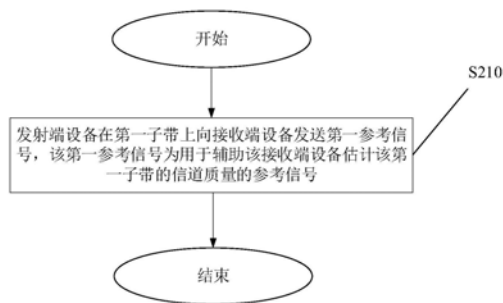 开始
S210
发射端设备在第一子带上向接收端设备发送第一参考信
号，该第一参考信号为用于辅助该接收端设备估计该第
一子带的信道质量的参考信号
结束